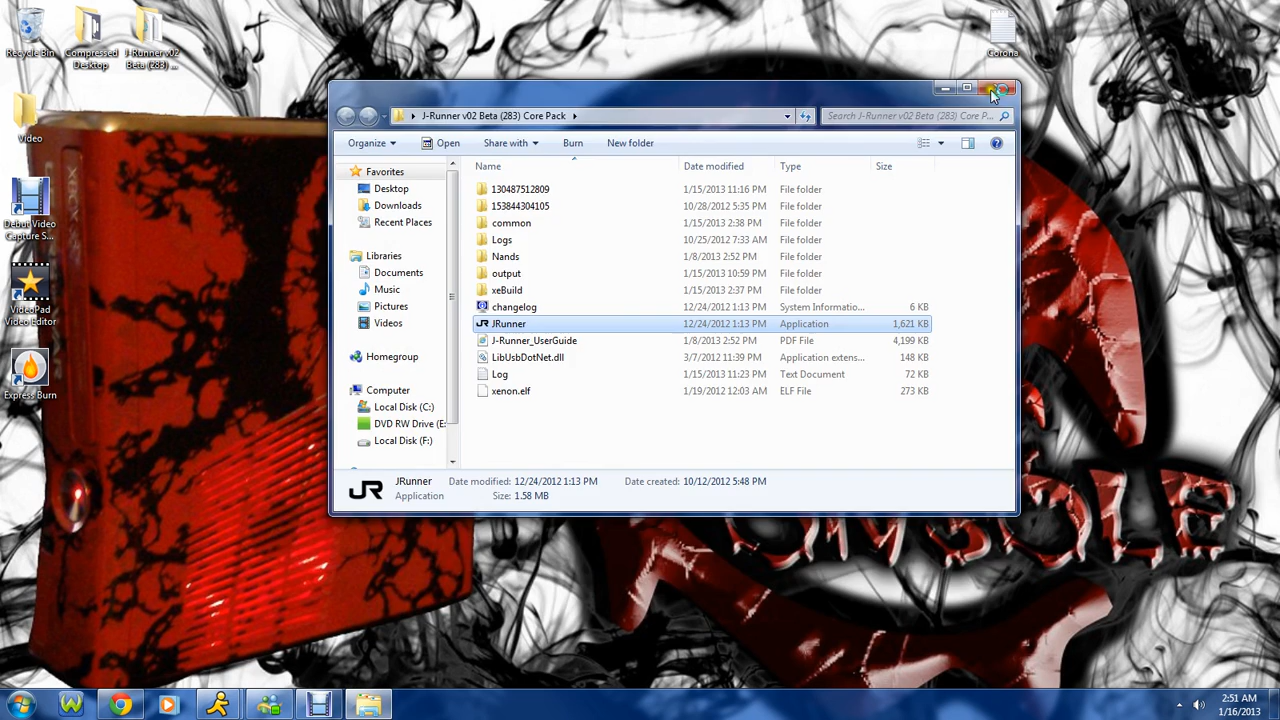 Recycle Bin
Compressed Desktop
J-Runner v02 Beta (283) ...
Corona
Video
Debut Video Capture S...
VideoPad Video Editor
Express Burn
J-Runner v02 Beta (283) Core Pack
Search J-Runner v02 Beta (283) Core P...
Organize Open Share with Burn New folder
Favorites
Desktop
Downloads
Recent Places
Libraries
Documents
Music
Pictures
Videos
Homegroup
Computer
Local Disk (C:)
DVD RW Drive (E:
Local Disk (F:)
Name Date modified Type Size
130487512809 1/15/2013 11:16 PM File folder
153844304105 10/28/2012 5:35 PM File folder
common 1/15/2013 2:38 PM File folder
Logs 10/25/2012 7:33 AM File folder
Nands 1/8/2013 2:52 PM File folder
output 1/15/2013 10:59 PM File folder
xeBuild 1/15/2013 2:37 PM File folder
changelog 12/24/2012 1:13 PM System Informatio... 6 KB
JR JRunner 12/24/2012 1:13 PM Application 1,621 KB
J-Runner_UserGuide 1/8/2013 2:52 PM PDF File 4,199 KB
LibUsbDotNet.dll 3/7/2012 11:39 PM Application extens... 148 KB
Log 1/15/2013 11:23 PM Text Document 72 KB
xenon.elf 1/19/2012 12:03 AM ELF File 273 KB
JR
JRunner Date modified: 12/24/2012 1:13 PM Date created: 10/12/2012 5:48 PM
Application Size: 1.58 MB
2:51 AM
1/16/2013